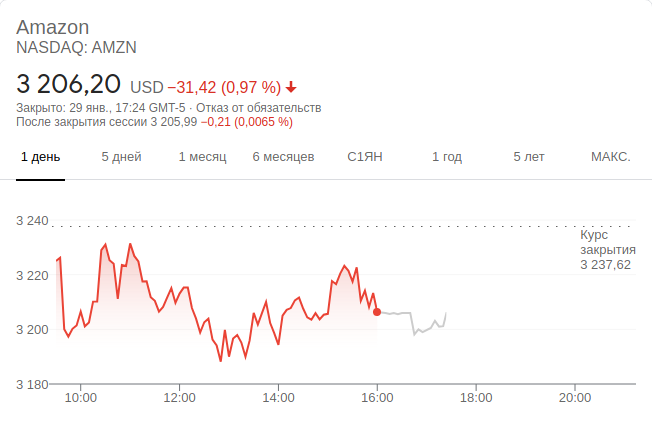 Amazon
NASDAQ: AMZN
3 206,20 USD −31,42 (0,97 %)
Закрыто: 29 янв., 17:24 GMT-5 · Отказ от обязательств
После закрытия сессии 3 205,99 −0,21 (0,0065 %)
1 день 5 дней 1 месяц 6 месяцев С1ЯН 1 год 5 лет МАКС.
3 240
Курс
закрытия
3 237,62
3 220
3 200
3 180
10:00 12:00 14:00 16:00 18:00 20:00